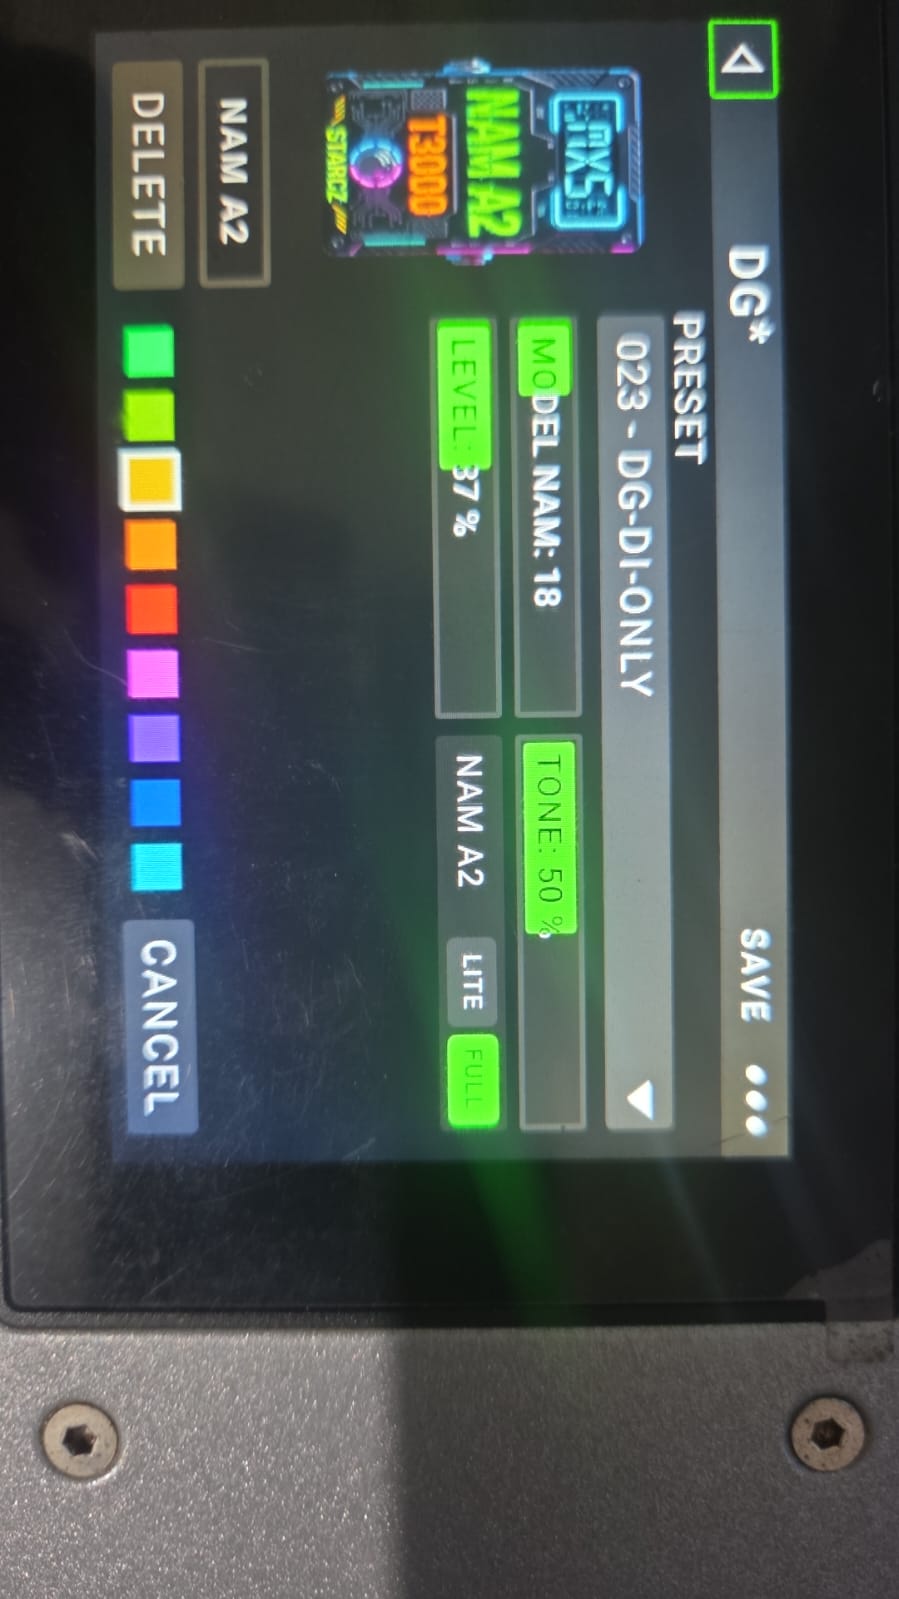 DG*
SAVE
PRESET
023 - DG-DI-ONLY
MODEL NAM: 18
TONE: 50 %
LEVEL: 37 %
NAM A2
LITE
FULL
MX5
NAM A2
T3000
STARCZ
NAM A2
DELETE
CANCEL